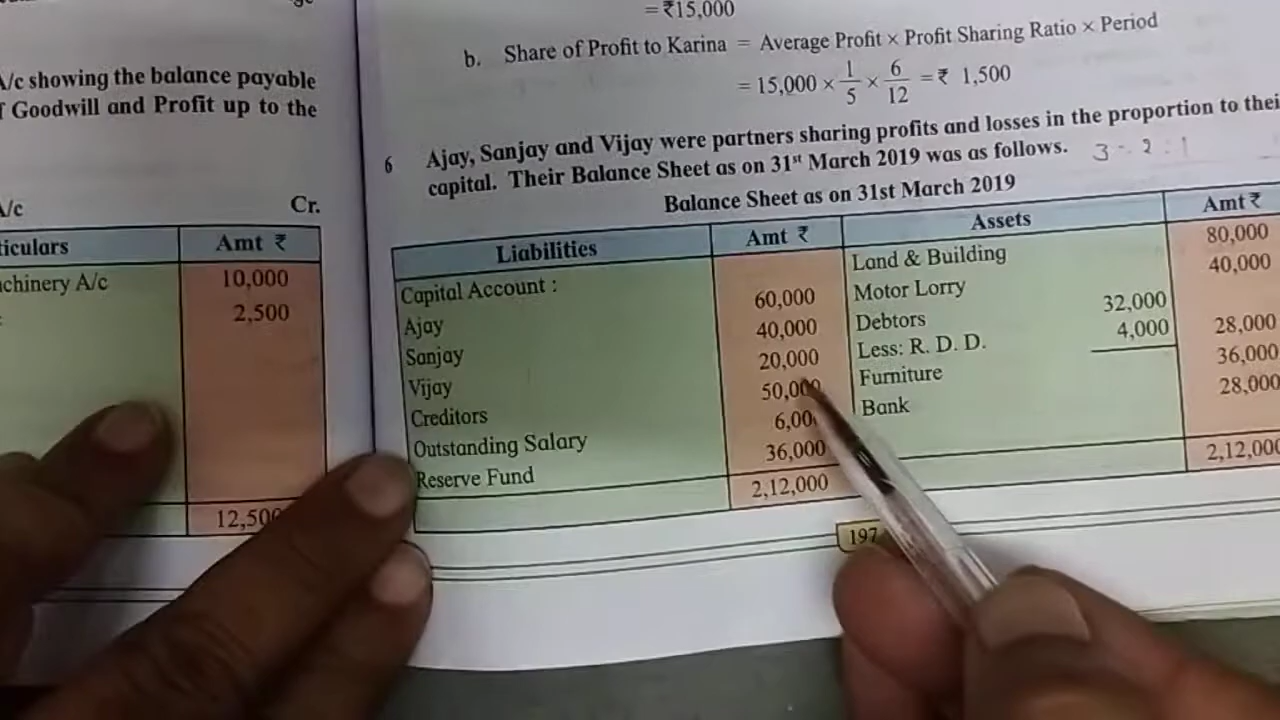 = ₹15,000
b. Share of Profit to Karina = Average Profit × Profit Sharing Ratio × Period
= 15,000 × 1/5 × 6/12 = ₹ 1,500
A/c showing the balance payable
f Goodwill and Profit up to the
A/c Cr.
ticulars Amt ₹
achinery A/c 10,000
2,500
12,500
6 Ajay, Sanjay and Vijay were partners sharing profits and losses in the proportion to thei
capital. Their Balance Sheet as on 31st March 2019 was as follows. 3 : 2 : 1
Balance Sheet as on 31st March 2019
Liabilities Amt ₹ Assets Amt ₹
Capital Account : Land & Building 80,000
Ajay 60,000 Motor Lorry 40,000
Sanjay 40,000 Debtors 32,000
Vijay 20,000 Less: R. D. D. 4,000 28,000
Creditors 50,000 Furniture 36,000
Outstanding Salary 6,00 Bank 28,000
Reserve Fund 36,000
2,12,000 2,12,000
197